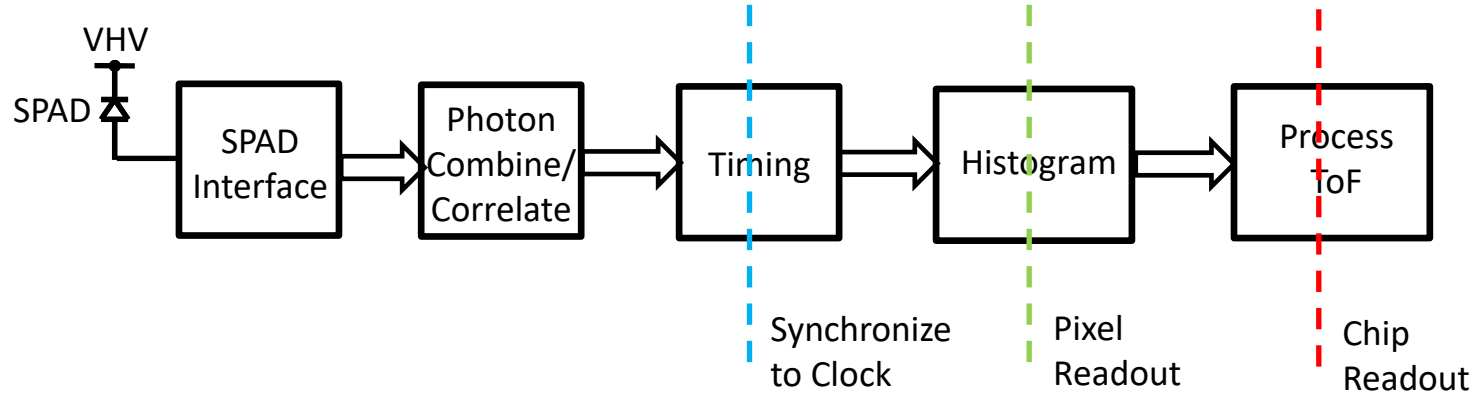 VHV
SPAD
SPAD
Interface
Photon
Combine/
Correlate
Timing
Histogram
Process
ToF
Synchronize
to Clock
Pixel
Readout
Chip
Readout